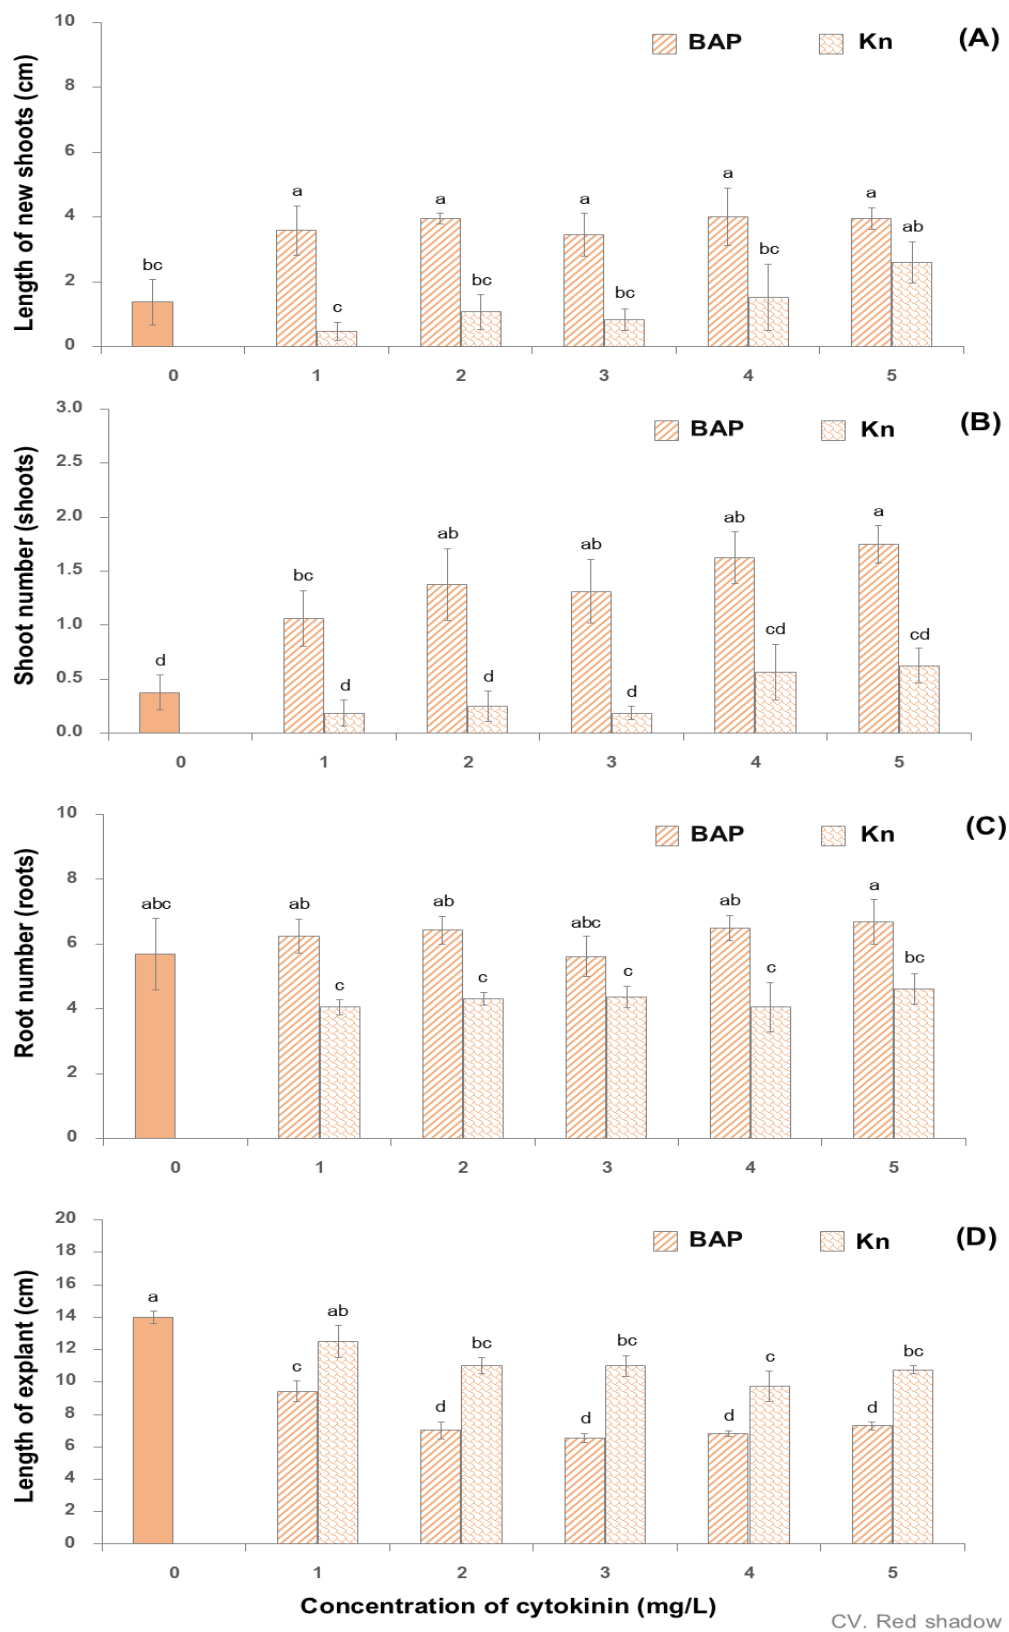 10
8
6
4
2
0
Length of new shoots (cm)
BAP
Kn
(A)
bc
a
c
a
bc
a
bc
a
bc
a
ab
0 1 2 3 4 5
3.0
2.5
2.0
1.5
1.0
0.5
0.0
Shoot number (shoots)
BAP
Kn
(B)
d
bc
d
ab
d
ab
d
ab
cd
a
cd
0 1 2 3 4 5
10
8
6
4
2
0
Root number (roots)
BAP
Kn
(C)
abc
ab
c
ab
c
abc
c
ab
c
a
bc
0 1 2 3 4 5
20
18
16
14
12
10
8
6
4
2
0
Length of explant (cm)
BAP
Kn
(D)
a
c
ab
d
bc
d
bc
d
c
d
bc
0 1 2 3 4 5
Concentration of cytokinin (mg/L)
CV. Red shadow